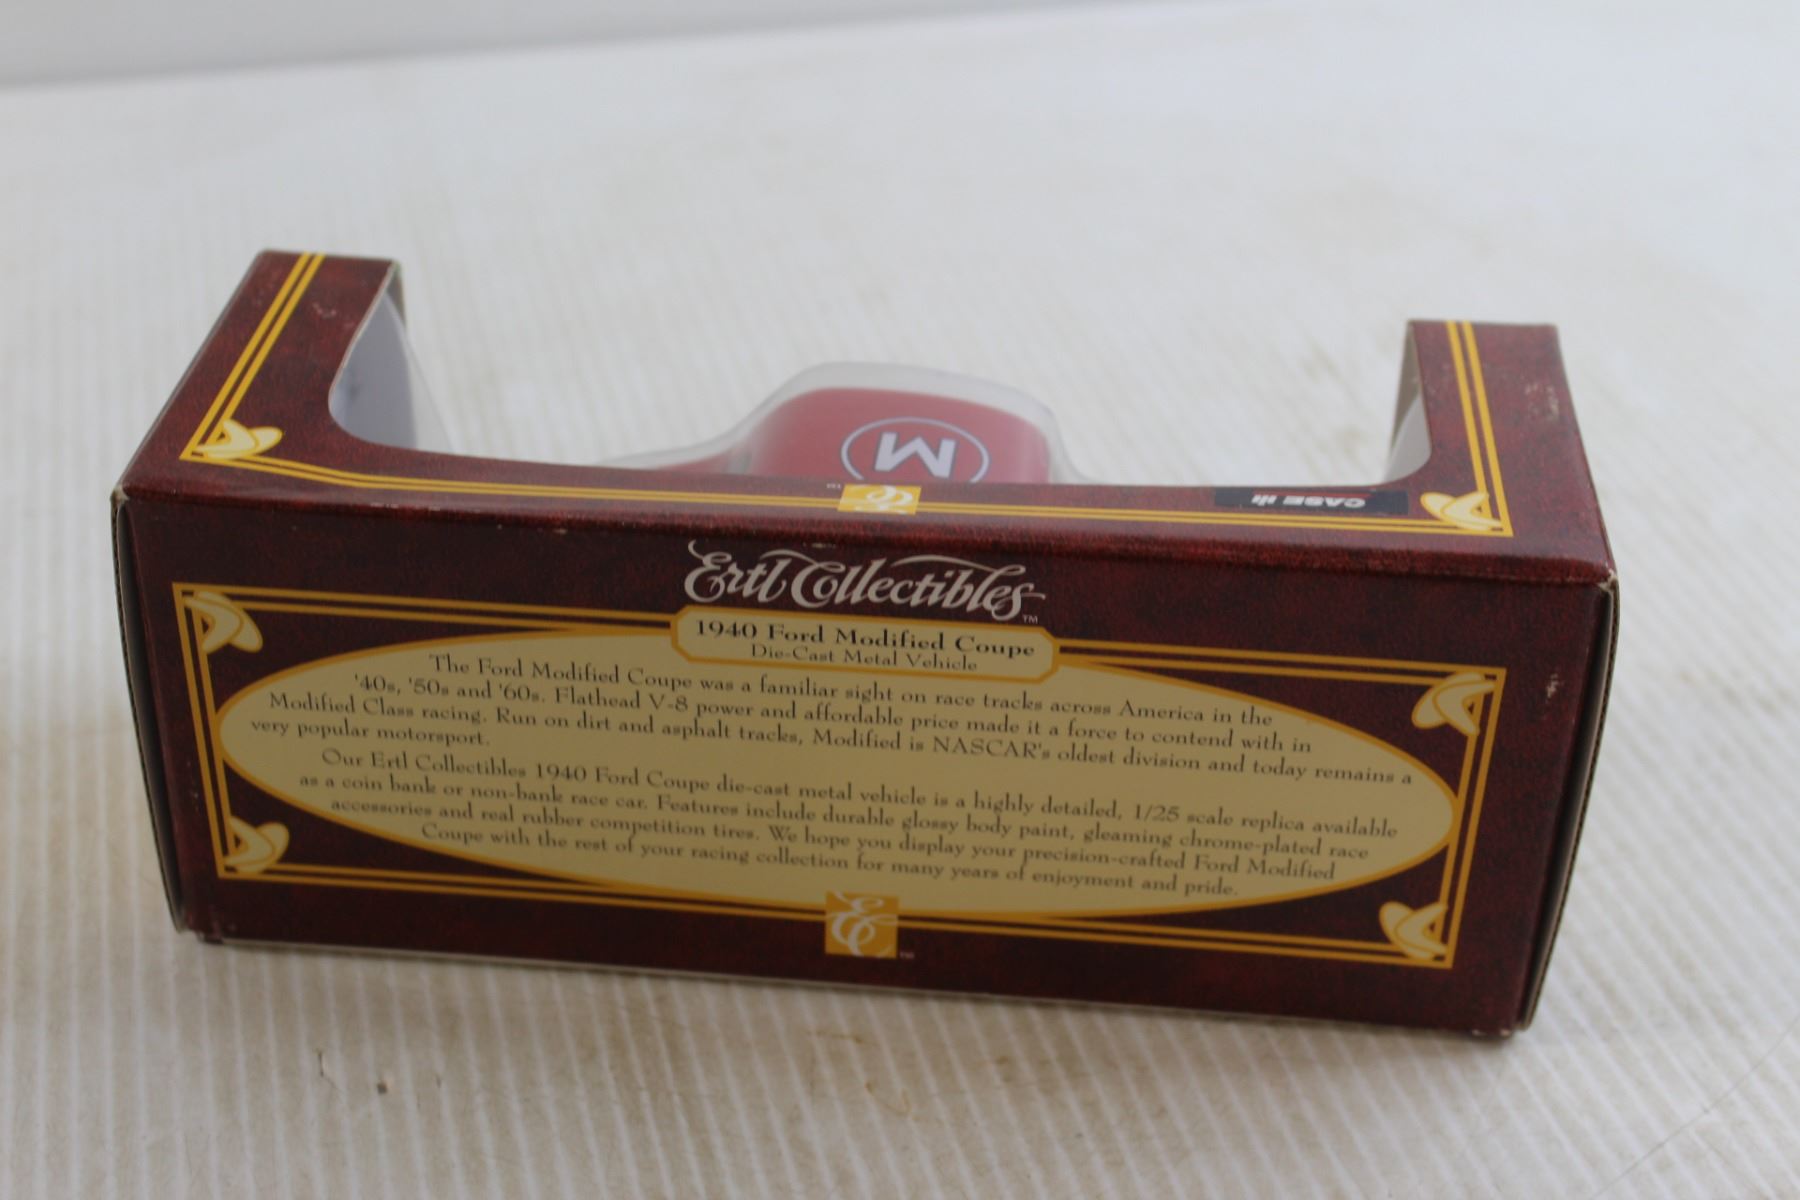 M
CASE IH
Ertl Collectibles™
1940 Ford Modified Coupe
Die-Cast Metal Vehicle
The Ford Modified Coupe was a familiar sight on race tracks across America in the
'40s, '50s and '60s. Flathead V-8 power and affordable price made it a force to contend with in
Modified Class racing. Run on dirt and asphalt tracks, Modified is NASCAR's oldest division and today remains a
very popular motorsport.
Our Ertl Collectibles 1940 Ford Coupe die-cast metal vehicle is a highly detailed, 1/25 scale replica available
as a coin bank or non-bank race car. Features include durable glossy body paint, gleaming chrome-plated race
accessories and real rubber competition tires. We hope you display your precision-crafted Ford Modified
Coupe with the rest of your racing collection for many years of enjoyment and pride.
E™